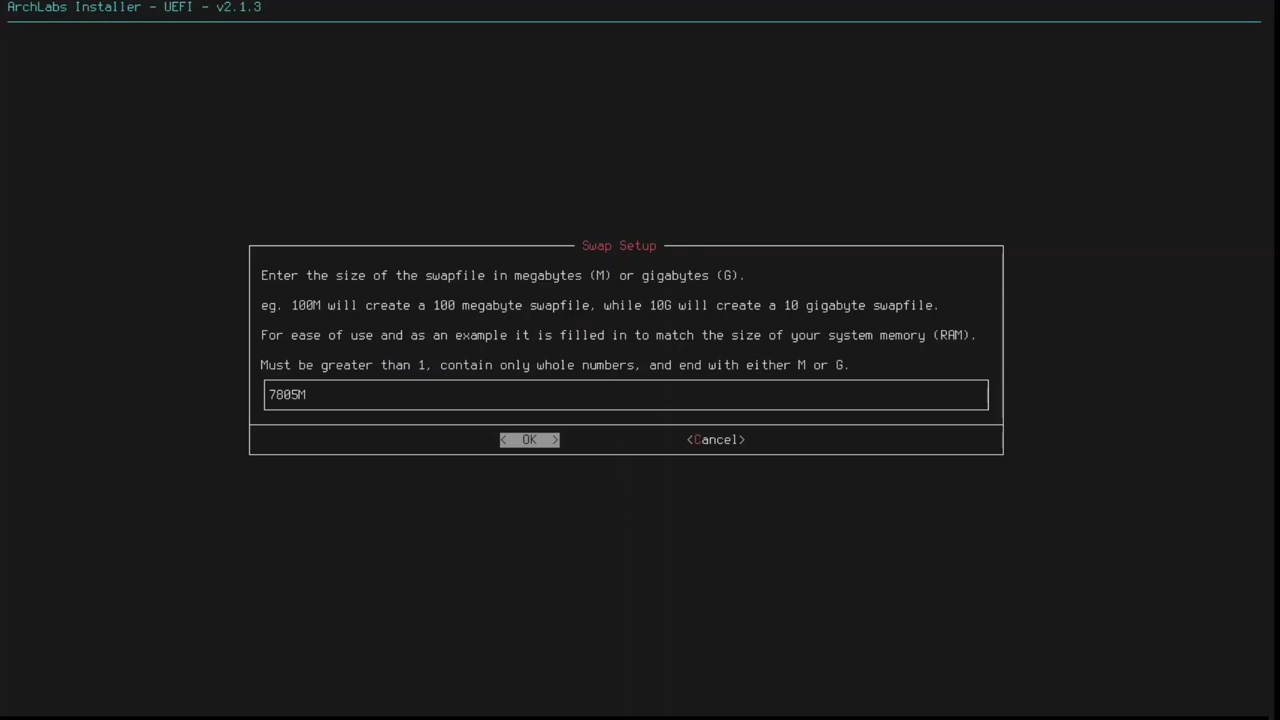 ArchLabs Installer - UEFI - v2.1.3
Swap Setup
Enter the size of the swapfile in megabytes (M) or gigabytes (G).
eg. 100M will create a 100 megabyte swapfile, while 10G will create a 10 gigabyte swapfile.
For ease of use and as an example it is filled in to match the size of your system memory (RAM).
Must be greater than 1, contain only whole numbers, and end with either M or G.
7805M
< OK > <Cancel>